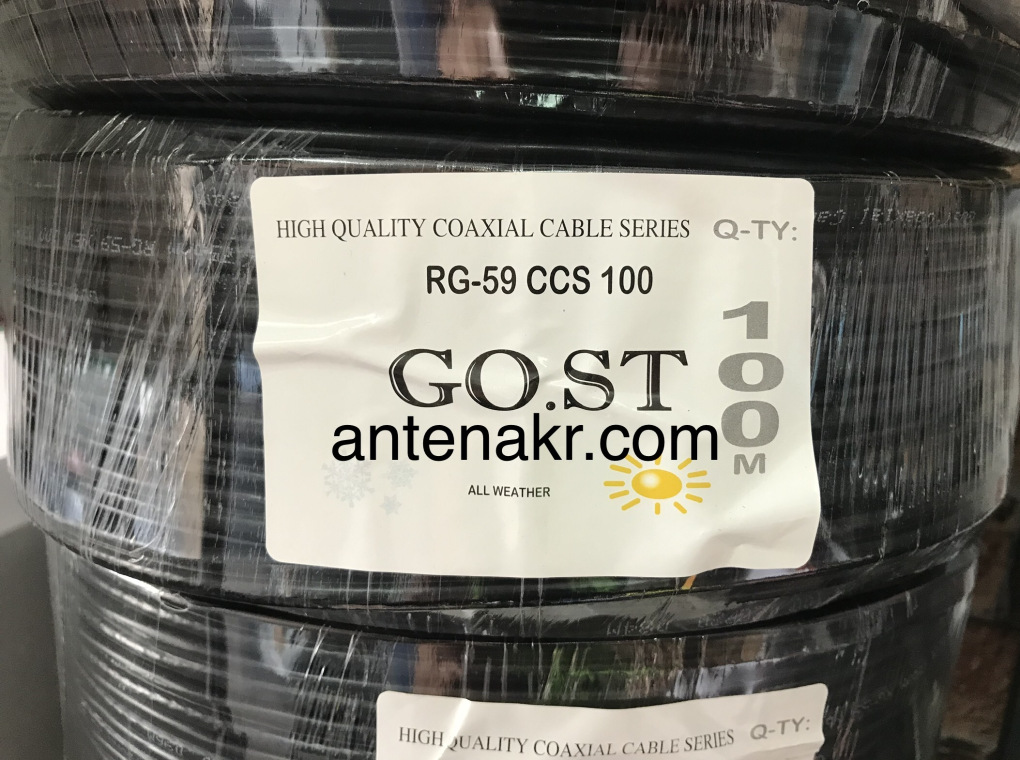 HIGH QUALITY COAXIAL CABLE SERIES
Q-TY:
RG-59 CCS 100
100
M
GO.ST
antenakr.com
ALL WEATHER
HIGH QUALITY COAXIAL CABLE SERIES
Q-TY: